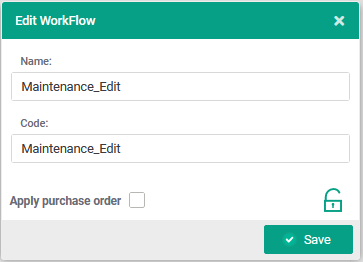 Edit WorkFlow
Name:
Maintenance_Edit
Code:
Maintenance_Edit
Apply purchase order
Save